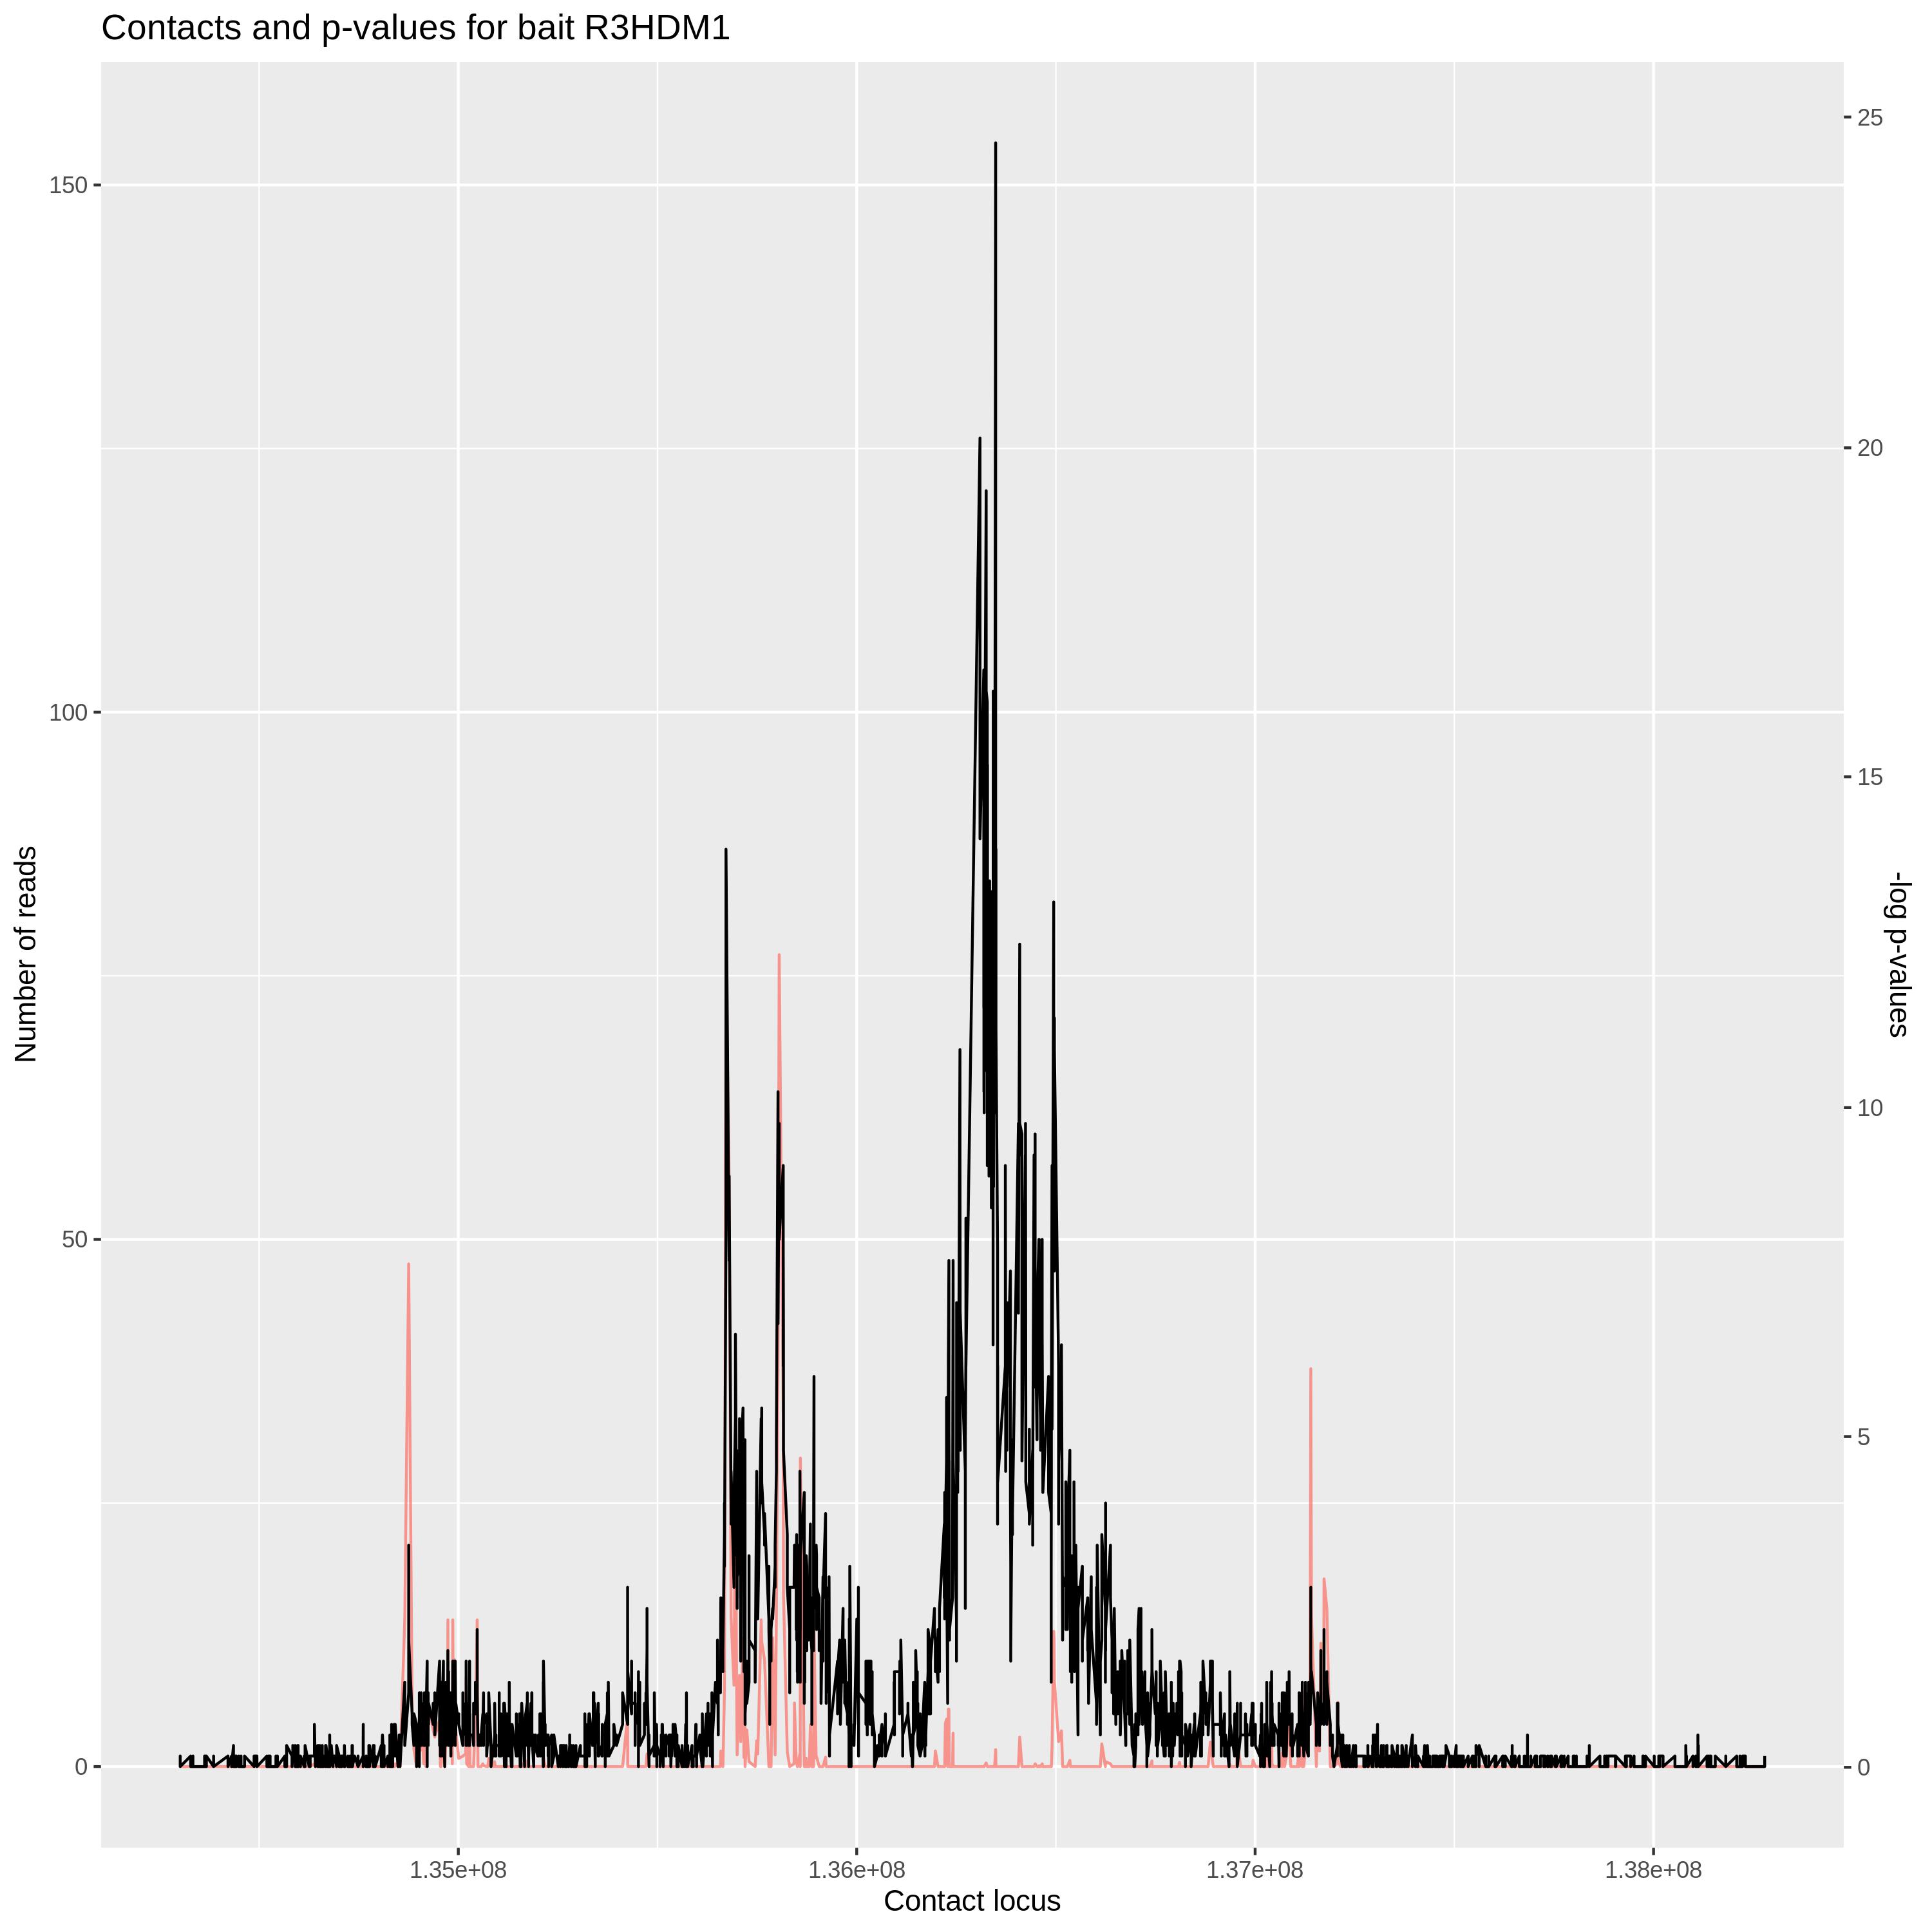 Contacts and p-values for bait R3HDM1
150
100
50
0
Number of reads
25
20
15
10
5
0
-log p-values
1.35e+08
1.36e+08
1.37e+08
1.38e+08
Contact locus